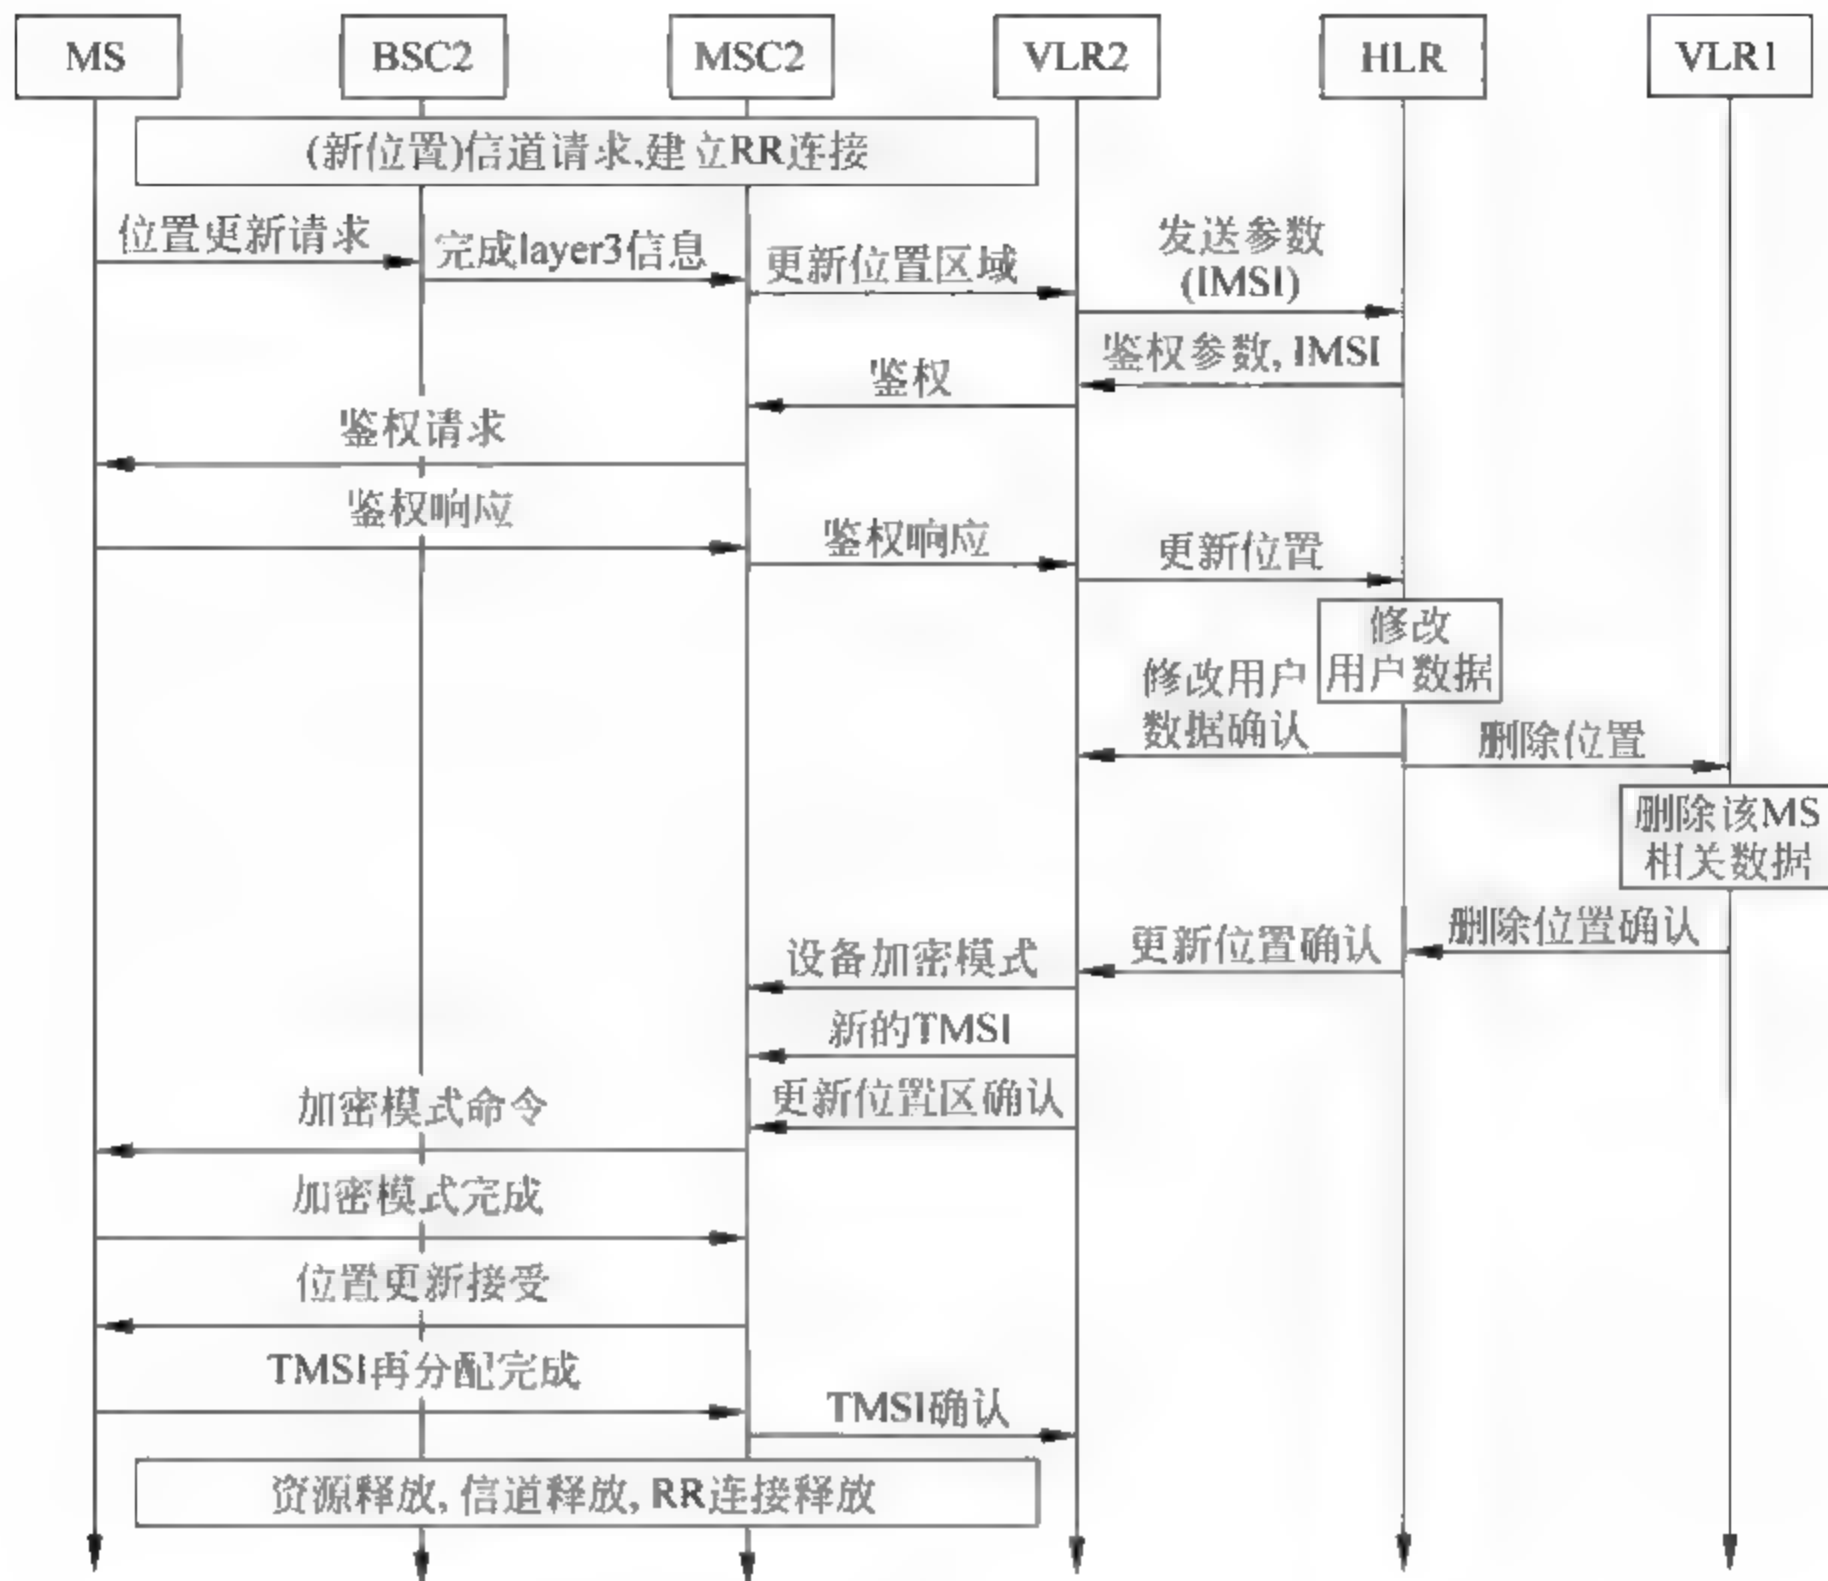 MS
BSC2
MSC2
VLR2
HLR
VLR1
(新位置)信道请求,建立RR连接
位置更新请求
完成layer3信息
更新位置区域
发送参数
(IMSI)
鉴权参数, IMSI
鉴权
鉴权请求
鉴权响应
鉴权响应
更新位置
修改
用户数据
修改用户
数据确认
删除位置
删除该MS
相关数据
删除位置确认
更新位置确认
设备加密模式
新的TMSI
更新位置区确认
加密模式命令
加密模式完成
位置更新接受
TMSI再分配完成
TMSI确认
资源释放, 信道释放, RR连接释放